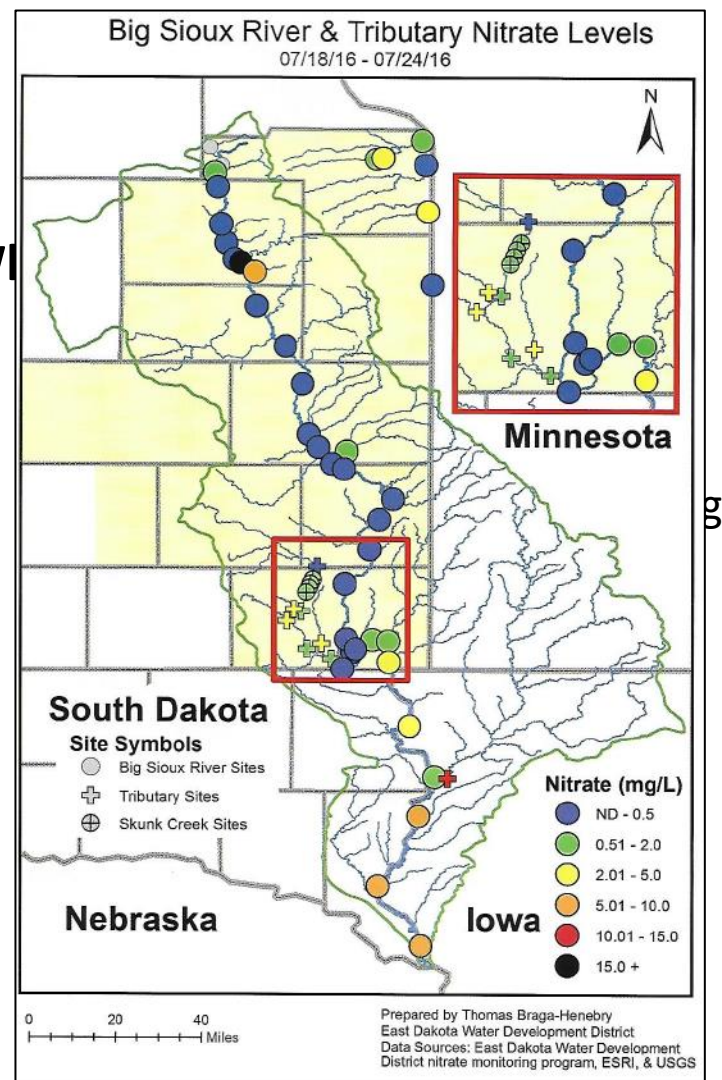 Big Sioux River & Tributary Nitrate Levels
07/18/16 - 07/24/16
N
Minnesota
g
South Dakota
Site Symbols
Big Sioux River Sites
Tributary Sites
Skunk Creek Sites
Nitrate (mg/L)
ND - 0.5
0.51 - 2.0
2.01 - 5.0
5.01 - 10.0
10.01 - 15.0
15.0 +
Nebraska
Iowa
0 20 40
Miles
Prepared by Thomas Braga-Henebry
East Dakota Water Development District
Data Sources: East Dakota Water Development
District nitrate monitoring program, ESRI, & USGS